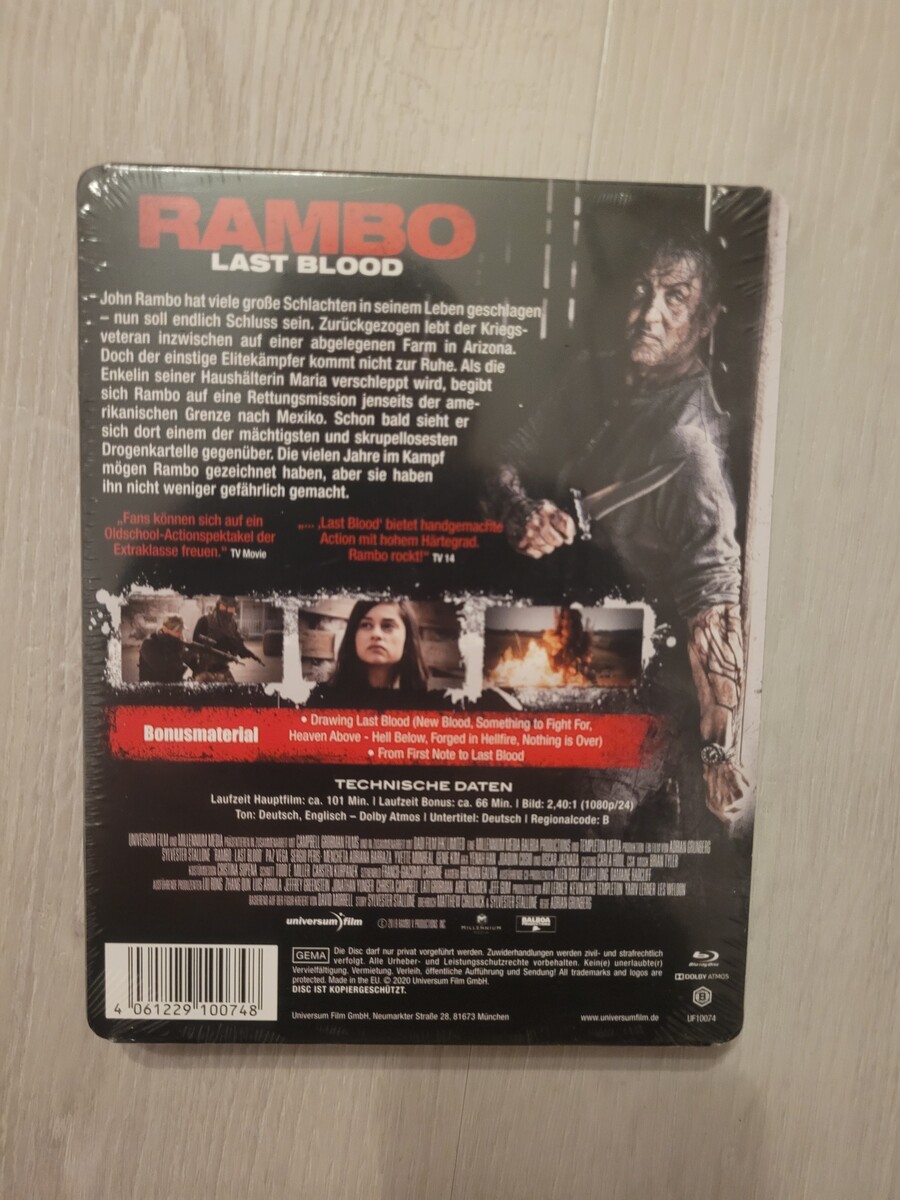 RAMBO
LAST BLOOD
John Rambo hat viele große Schlachten in seinem Leben geschlagen
– nun soll endlich Schluss sein. Zurückgezogen lebt der Kriegs-
veteran inzwischen auf einer abgelegenen Farm in Arizona.
Doch der einstige Elitekämpfer kommt nicht zur Ruhe. Als die
Enkelin seiner Haushälterin Maria verschleppt wird, begibt
sich Rambo auf eine Rettungsmission jenseits der ame-
rikanischen Grenze nach Mexiko. Schon bald sieht er
sich dort einem der mächtigsten und skrupellosesten
Drogenkartelle gegenüber. Die vielen Jahre im Kampf
mögen Rambo gezeichnet haben, aber sie haben
ihn nicht weniger gefährlich gemacht.
„Fans können sich auf ein
Oldschool-Actionspektakel der
Extraklasse freuen.“ TV Movie
„... ‚Last Blood‘ bietet handgemachte
Action mit hohem Härtegrad.
Rambo rockt!“ TV 14
Bonusmaterial
• Drawing Last Blood (New Blood, Something to Fight For,
Heaven Above - Hell Below, Forged in Hellfire, Nothing is Over)
• From First Note to Last Blood
TECHNISCHE DATEN
Laufzeit Hauptfilm: ca. 101 Min. | Laufzeit Bonus: ca. 66 Min. | Bild: 2,40:1 (1080p/24)
Ton: Deutsch, Englisch – Dolby Atmos | Untertitel: Deutsch | Regionalcode: B
universum film
MILLENNIUM
BALBOA
GEMA
Die Disc darf nur privat vorgeführt werden. Zuwiderhandlungen werden zivil- und strafrechtlich
verfolgt. Alle Urheber- und Leistungsschutzrechte vorbehalten. Kein(e) unerlaubte(r)
Vervielfältigung, Vermietung, Verleih, öffentliche Aufführung und Sendung! All trademarks and logos are
protected. Made in the EU. © 2020 Universum Film GmbH.
DISC IST KOPIERGESCHÜTZT.
Universum Film GmbH, Neumarkter Straße 28, 81673 München
www.universumfilm.de
Blu-ray Disc
DOLBY ATMOS
B
UF10074
4 061229 100748